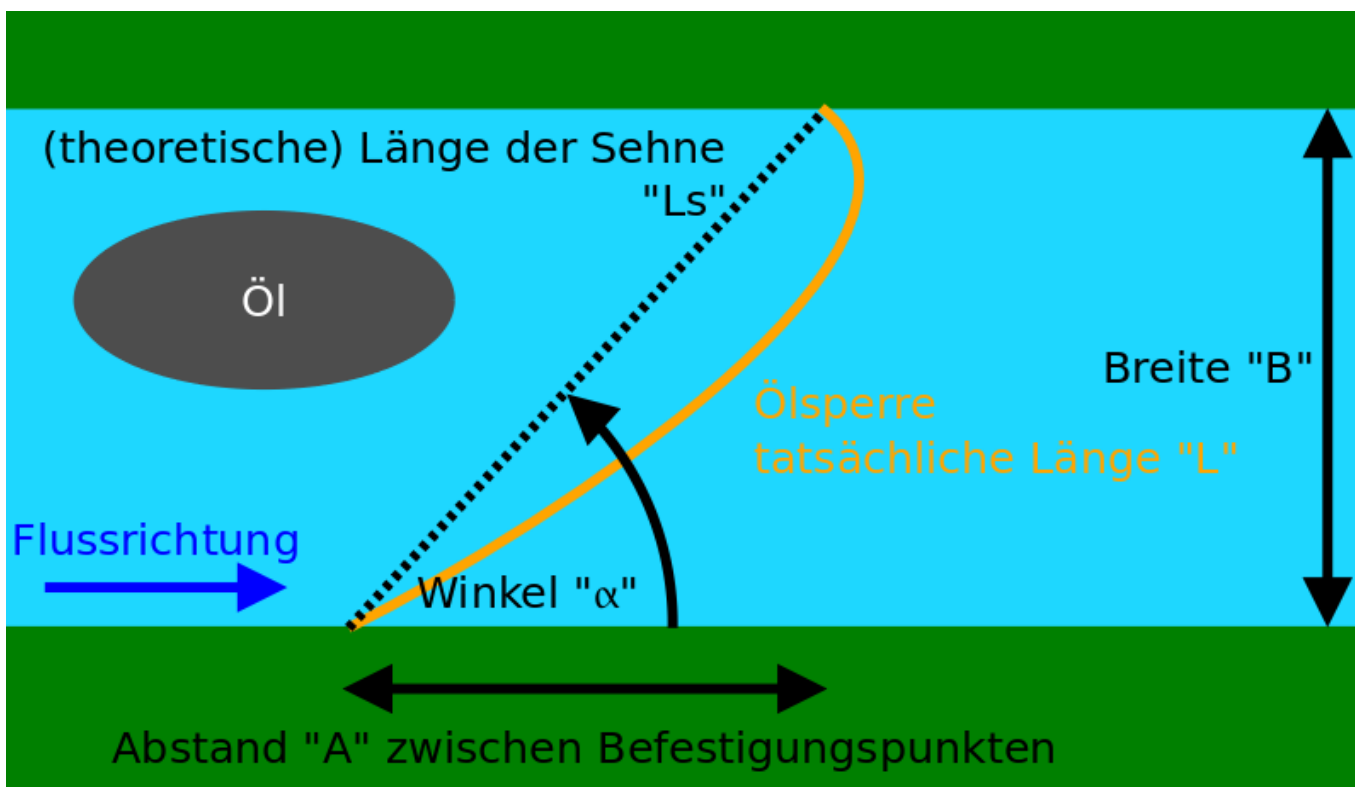 (theoretische) Länge der Sehne
"Ls"
Öl
Breite "B"
Ölsperre
tatsächliche Länge "L"
Flussrichtung
Winkel "α"
Abstand "A" zwischen Befestigungspunkten